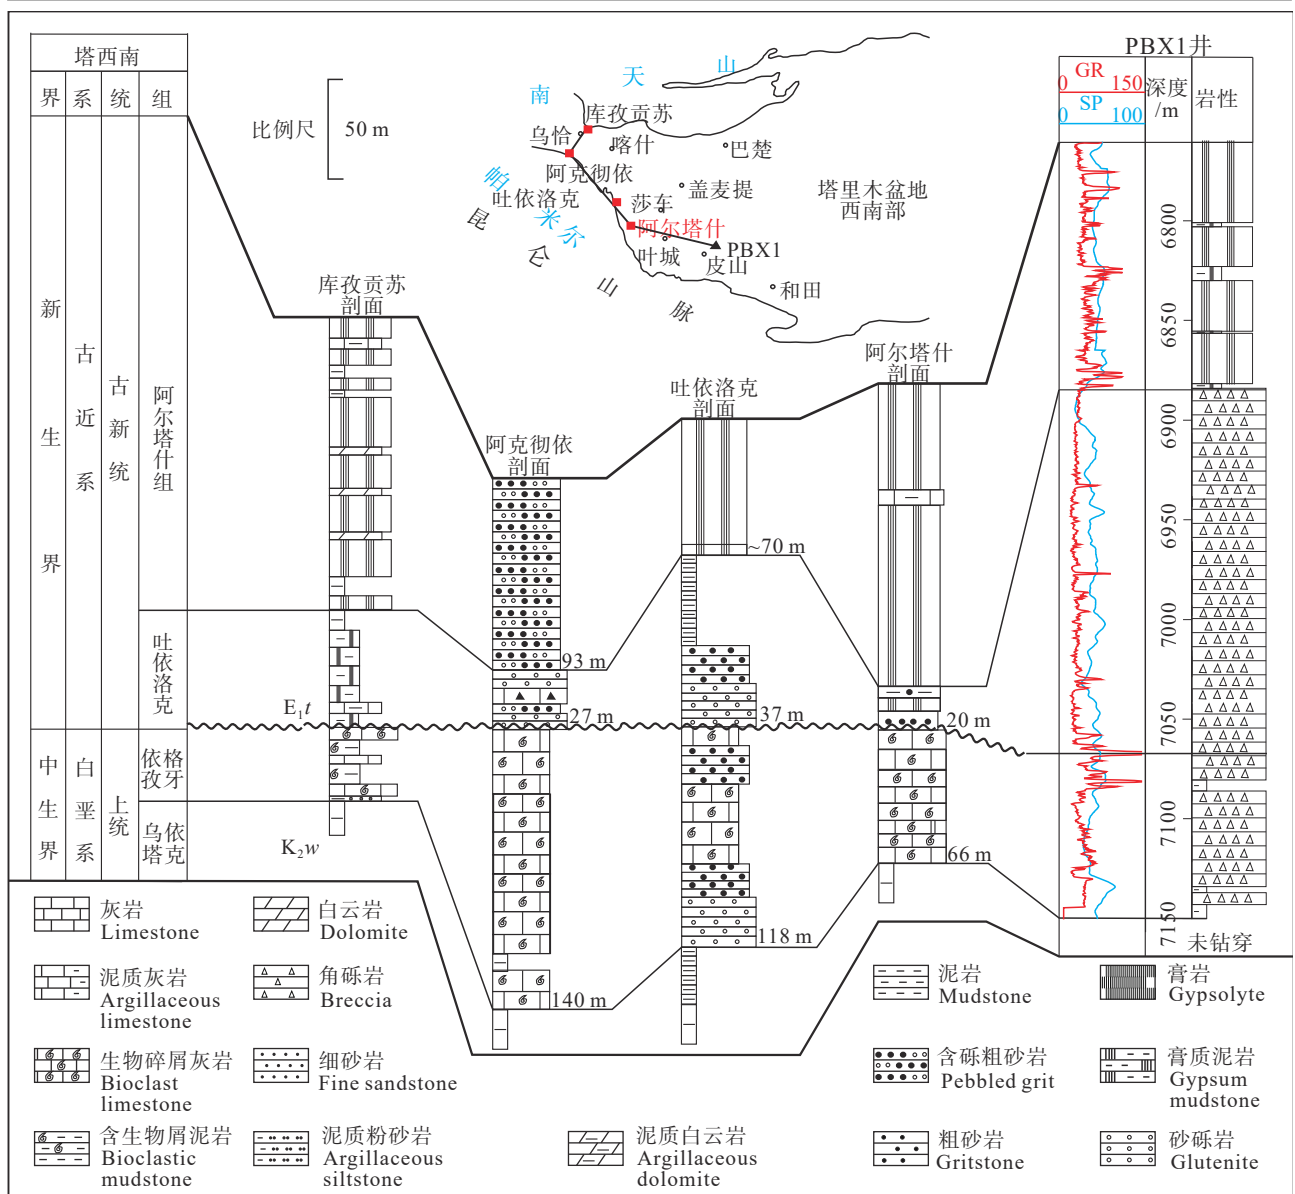 塔西南
界
系
统
组
新生界
古近系
古新统
阿尔塔什组
吐依洛克
中生界
白垩系
上统
依格孜牙
乌依塔克
比例尺
50 m
E₁t
K₂w
南天山
帕米尔
昆仑山脉
库孜贡苏
乌恰
喀什
巴楚
阿克彻依
吐依洛克
莎车
盖麦提
塔里木盆地
西南部
阿尔塔什
叶城
皮山
PBX1
和田
库孜贡苏
剖面
阿克彻依
剖面
93 m
27 m
140 m
吐依洛克
剖面
~70 m
37 m
118 m
阿尔塔什
剖面
20 m
66 m
PBX1井
GR
0 150
SP
0 100
深度
/m
岩性
6800
6850
6900
6950
7000
7050
7100
7150
未钻穿
灰岩
Limestone
白云岩
Dolomite
泥质灰岩
Argillaceous
limestone
角砾岩
Breccia
泥岩
Mudstone
膏岩
Gypsolyte
生物碎屑灰岩
Bioclast
limestone
细砂岩
Fine sandstone
含砾粗砂岩
Pebbled grit
膏质泥岩
Gypsum
mudstone
含生物屑泥岩
Bioclastic
mudstone
泥质粉砂岩
Argillaceous
siltstone
泥质白云岩
Argillaceous
dolomite
粗砂岩
Gritstone
砂砾岩
Glutenite